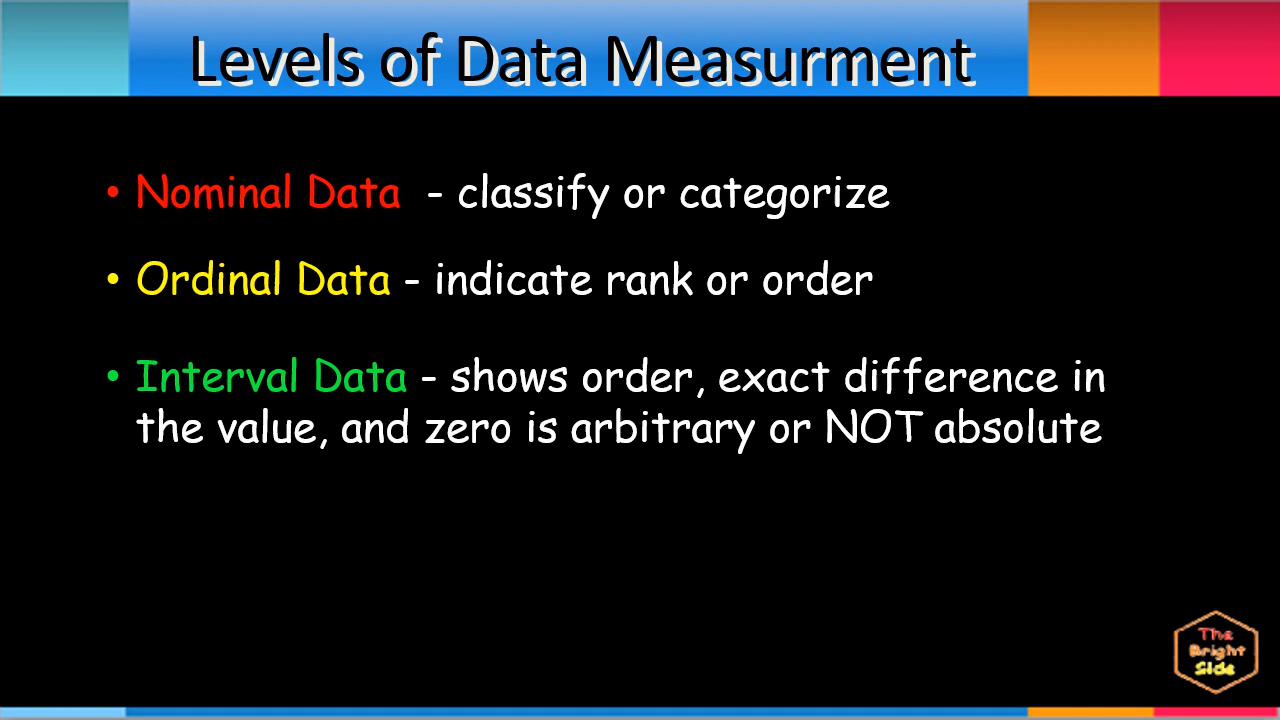 Levels of Data Measurment
• Nominal Data - classify or categorize
• Ordinal Data - indicate rank or order
• Interval Data - shows order, exact difference in
the value, and zero is arbitrary or NOT absolute
The
Bright
Side